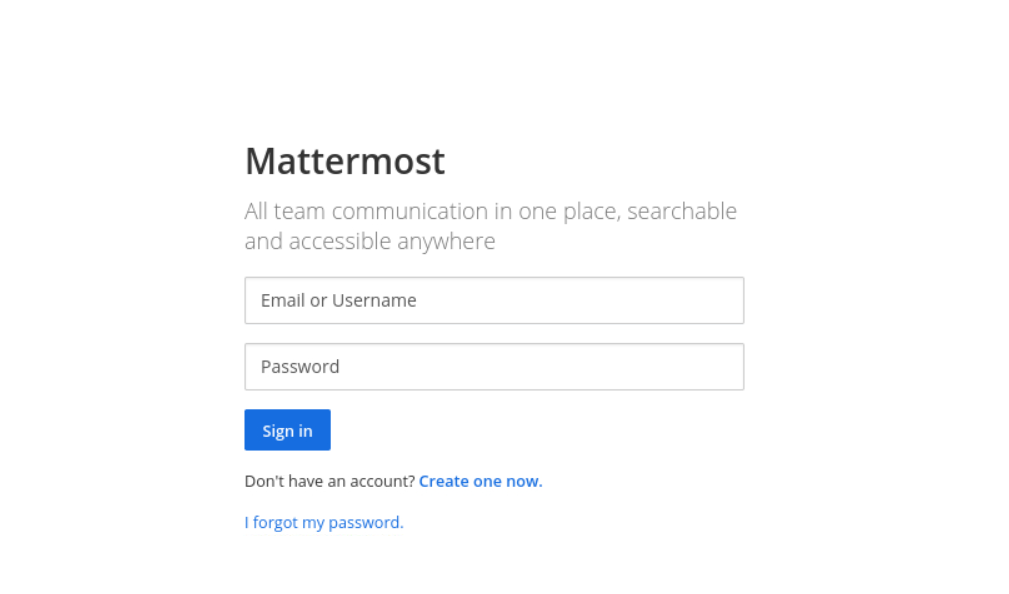 Mattermost
All team communication in one place, searchable
and accessible anywhere
Email or Username
Password
Sign in
Don't have an account? Create one now.
I forgot my password.